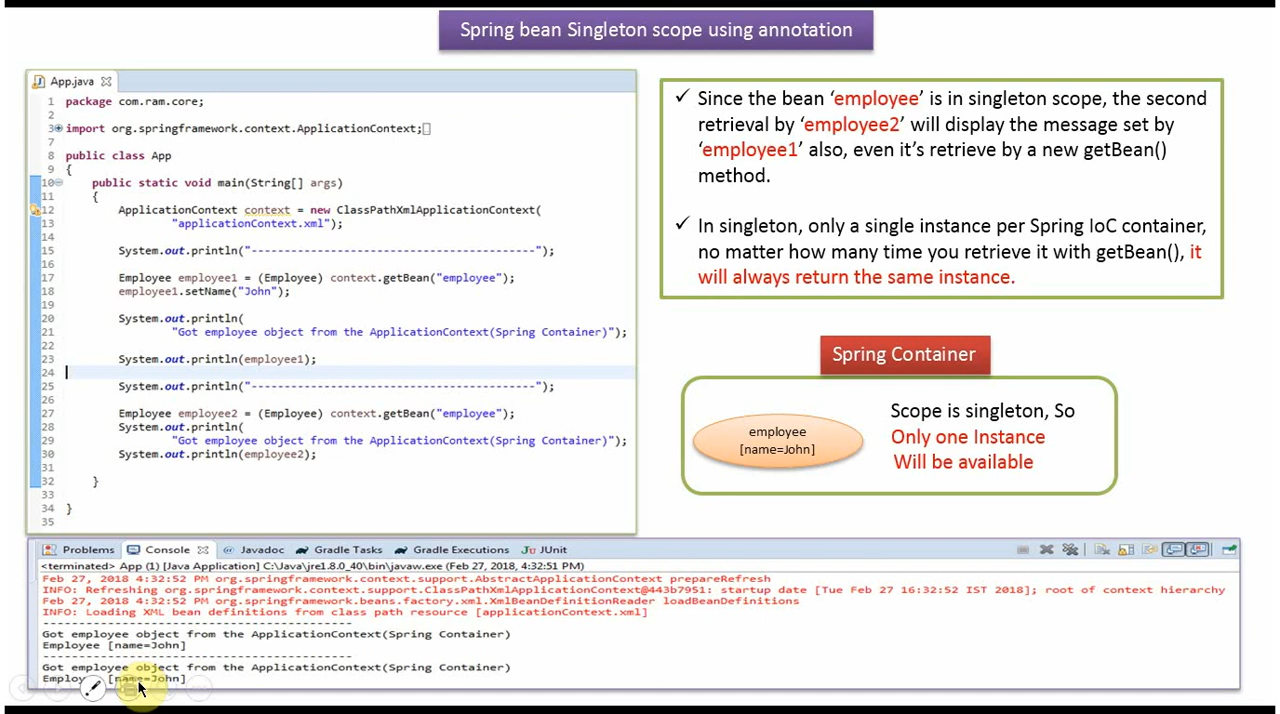 Spring bean Singleton scope using annotation
App.java
1 package com.ram.core;
2
3 import org.springframework.context.ApplicationContext;
7
8 public class App
9 {
10 public static void main(String[] args)
11 {
12 ApplicationContext context = new ClassPathXmlApplicationContext(
13 "applicationContext.xml");
14
15 System.out.println("-------------------------------------------");
16
17 Employee employee1 = (Employee) context.getBean("employee");
18 employee1.setName("John");
19
20 System.out.println(
21 "Got employee object from the ApplicationContext(Spring Container)");
22
23 System.out.println(employee1);
24
25 System.out.println("-------------------------------------------");
26
27 Employee employee2 = (Employee) context.getBean("employee");
28 System.out.println(
29 "Got employee object from the ApplicationContext(Spring Container)");
30 System.out.println(employee2);
31
32 }
33
34 }
35
✓ Since the bean ‘employee’ is in singleton scope, the second
retrieval by ‘employee2’ will display the message set by
‘employee1’ also, even it’s retrieve by a new getBean()
method.
✓ In singleton, only a single instance per Spring IoC container,
no matter how many time you retrieve it with getBean(), it
will always return the same instance.
Spring Container
employee
[name=John]
Scope is singleton, So
Only one Instance
Will be available
Problems Console Javadoc Gradle Tasks Gradle Executions JUnit
<terminated> App (1) [Java Application] C:\Java\jre1.8.0_40\bin\javaw.exe (Feb 27, 2018 4:32:51 PM)
Feb 27, 2018 4:32:52 PM org.springframework.context.support.AbstractApplicationContext prepareRefresh
INFO: Refreshing org.springframework.context.support.ClassPathXmlApplicationContext@443b7951: startup date [Tue Feb 27 16:32:52 IST 2018]; root of context hierarchy
Feb 27, 2018 4:32:52 PM org.springframework.beans.factory.xml.XmlBeanDefinitionReader loadBeanDefinitions
INFO: Loading XML bean definitions from class path resource [applicationContext.xml]
-------------------------------------------
Got employee object from the ApplicationContext(Spring Container)
Employee [name=John]
-------------------------------------------
Got employee object from the ApplicationContext(Spring Container)
Employee [name=John]